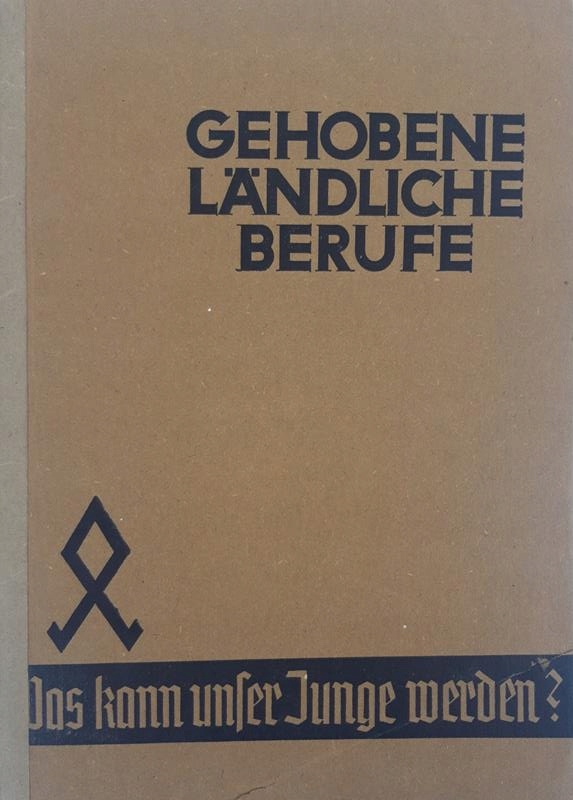 GEHOBENE
LÄNDLICHE
BERUFE
Was kann unser Junge werden?